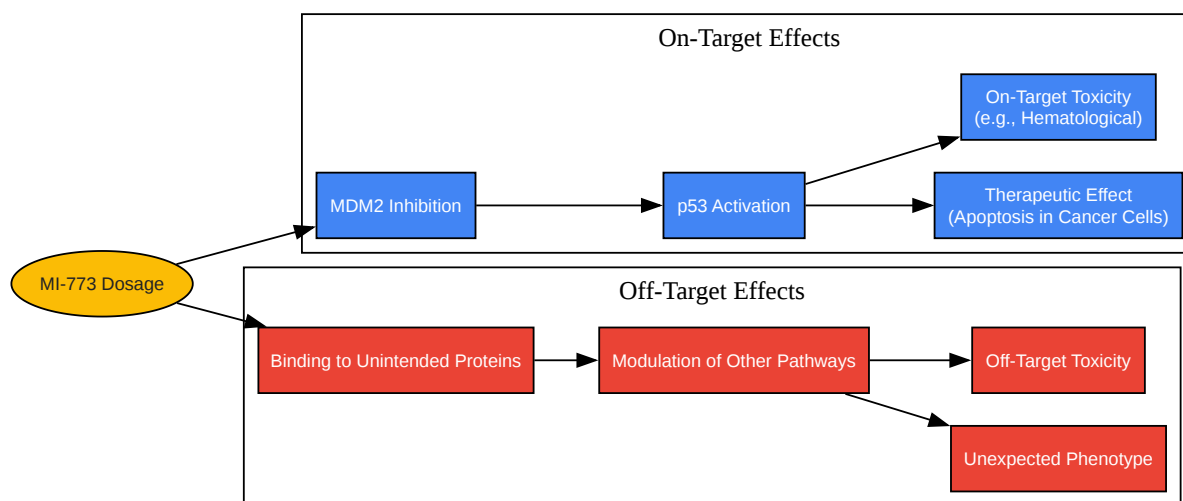 On-Target Effects
On-Target Toxicity
(e.g., Hematological)
MDM2 Inhibition
p53 Activation
Therapeutic Effect
(Apoptosis in Cancer Cells)
MI-773 Dosage
Off-Target Effects
Binding to Unintended Proteins
Modulation of Other Pathways
Off-Target Toxicity
Unexpected Phenotype